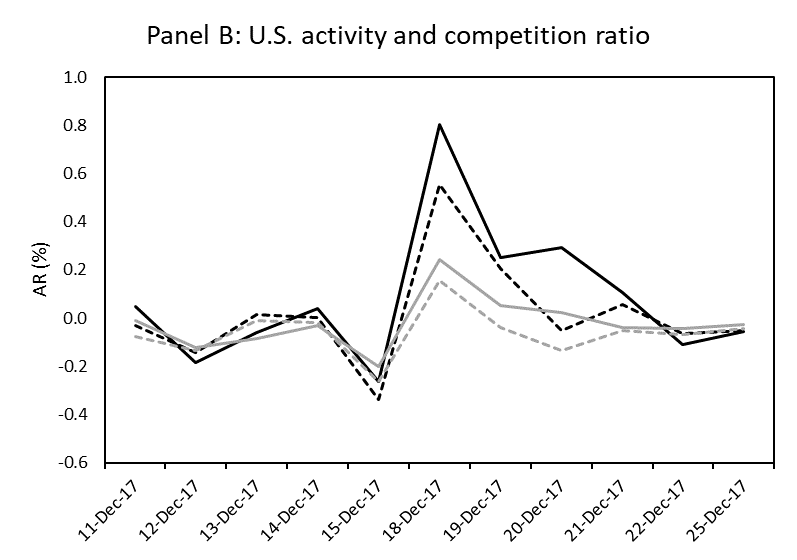 Panel B: U.S. activity and competition ratio
1.0
0.8
0.6
0.4
0.2
0.0
-0.2
-0.4
-0.6
AR (%)
11-Dec-17
12-Dec-17
13-Dec-17
14-Dec-17
15-Dec-17
18-Dec-17
19-Dec-17
20-Dec-17
21-Dec-17
22-Dec-17
25-Dec-17